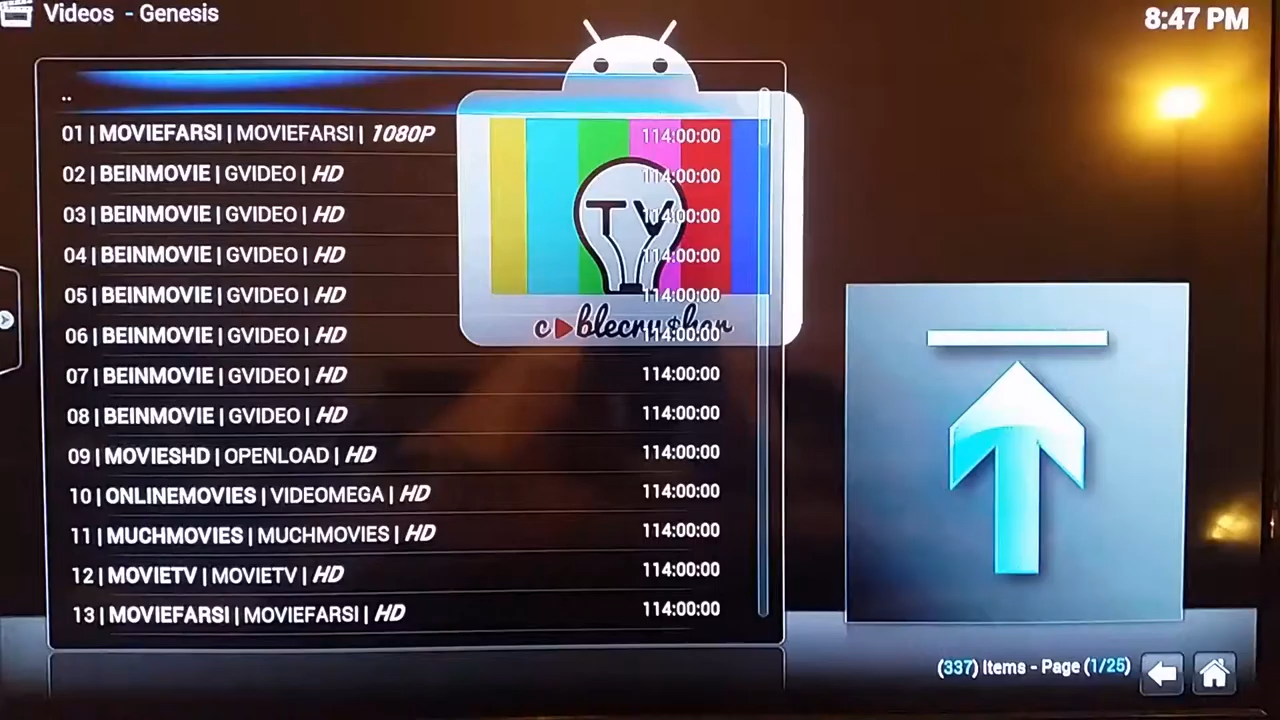 Videos - Genesis
8:47 PM
..
01 | MOVIEFARSI | MOVIEFARSI | 1080P 114:00:00
02 | BEINMOVIE | GVIDEO | HD 114:00:00
03 | BEINMOVIE | GVIDEO | HD 114:00:00
04 | BEINMOVIE | GVIDEO | HD 114:00:00
05 | BEINMOVIE | GVIDEO | HD 114:00:00
06 | BEINMOVIE | GVIDEO | HD 114:00:00
07 | BEINMOVIE | GVIDEO | HD 114:00:00
08 | BEINMOVIE | GVIDEO | HD 114:00:00
09 | MOVIESHD | OPENLOAD | HD 114:00:00
10 | ONLINEMOVIES | VIDEOMEGA | HD 114:00:00
11 | MUCHMOVIES | MUCHMOVIES | HD 114:00:00
12 | MOVIETV | MOVIETV | HD 114:00:00
13 | MOVIEFARSI | MOVIEFARSI | HD 114:00:00
TV
(337) Items - Page (1/25)